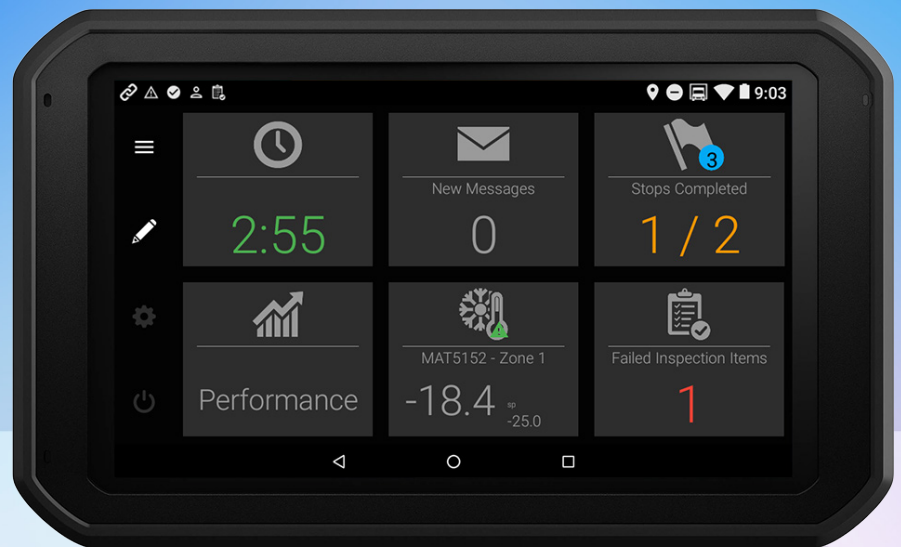 9:03
3
New Messages
Stops Completed
2:55
0
1 / 2
MAT5152 - Zone 1
Failed Inspection Items
Performance
-18.4
sp
-25.0
1